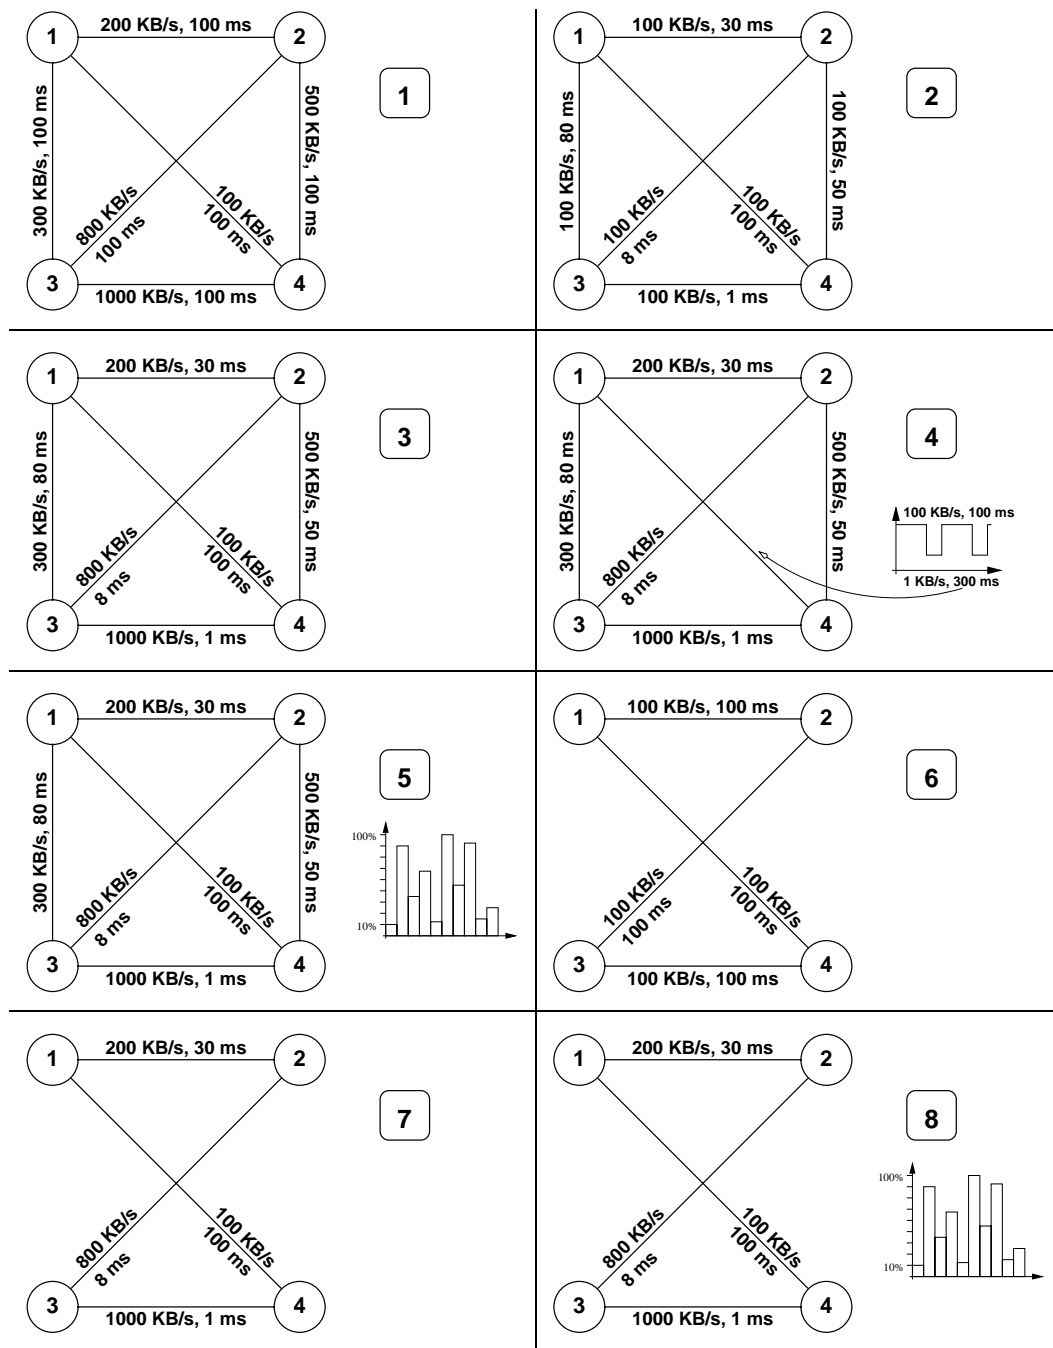 1
200 KB/s, 100 ms
2
1
300 KB/s, 100 ms
500 KB/s, 100 ms
800 KB/s
100 ms
100 KB/s
100 ms
3
4
1000 KB/s, 100 ms
1
100 KB/s, 30 ms
2
2
100 KB/s, 80 ms
100 KB/s, 50 ms
100 KB/s
8 ms
100 KB/s
100 ms
3
4
100 KB/s, 1 ms
1
200 KB/s, 30 ms
2
3
300 KB/s, 80 ms
500 KB/s, 50 ms
800 KB/s
8 ms
100 KB/s
100 ms
3
4
1000 KB/s, 1 ms
1
200 KB/s, 30 ms
2
4
300 KB/s, 80 ms
500 KB/s, 50 ms
100 KB/s, 100 ms
1 KB/s, 300 ms
800 KB/s
8 ms
3
4
1000 KB/s, 1 ms
1
200 KB/s, 30 ms
2
5
300 KB/s, 80 ms
500 KB/s, 50 ms
100%
10%
800 KB/s
8 ms
100 KB/s
100 ms
3
4
1000 KB/s, 1 ms
1
100 KB/s, 100 ms
2
6
100 KB/s
100 ms
100 KB/s
100 ms
3
4
100 KB/s, 100 ms
1
200 KB/s, 30 ms
2
7
800 KB/s
8 ms
100 KB/s
100 ms
3
4
1000 KB/s, 1 ms
1
200 KB/s, 30 ms
2
8
100%
10%
800 KB/s
8 ms
100 KB/s
100 ms
3
4
1000 KB/s, 1 ms